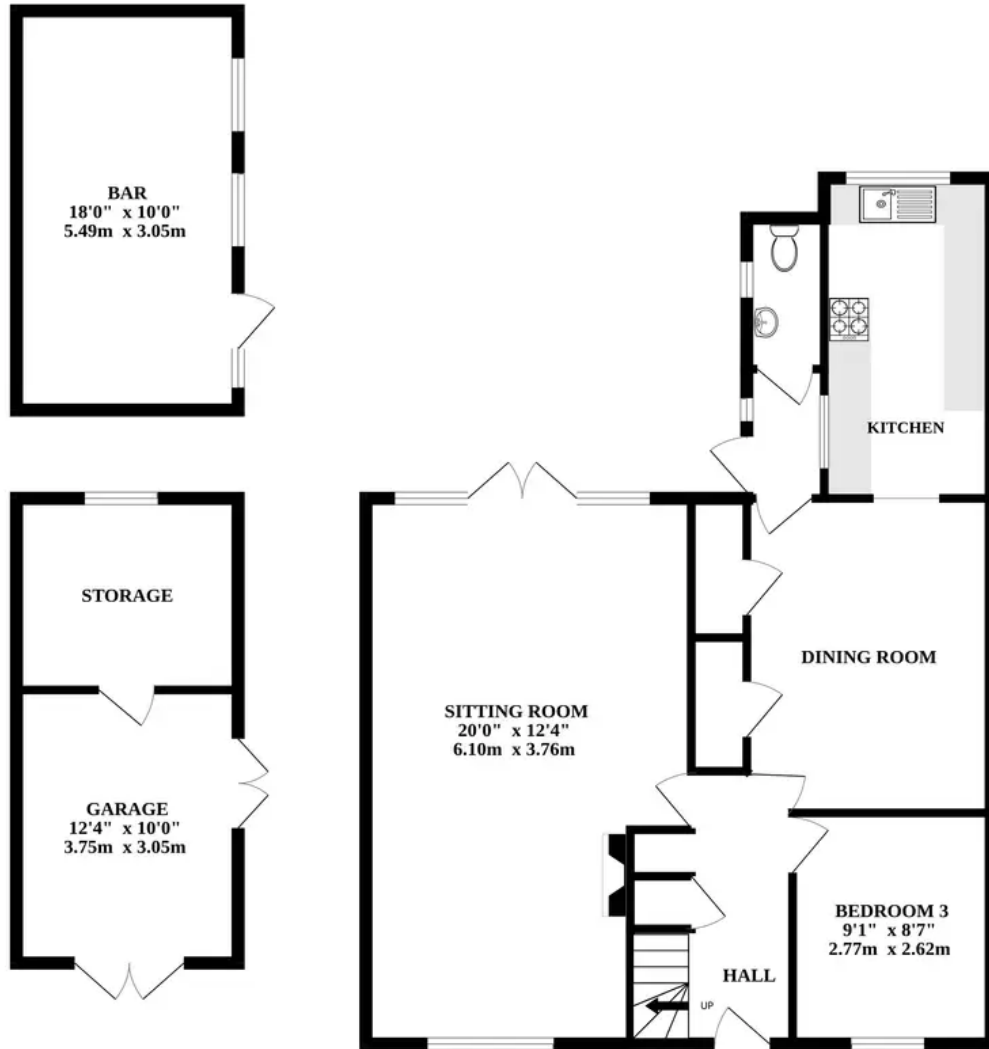 BAR
18'0" x 10'0"
5.49m x 3.05m
KITCHEN
STORAGE
DINING ROOM
SITTING ROOM
20'0" x 12'4"
6.10m x 3.76m
GARAGE
12'4" x 10'0"
3.75m x 3.05m
BEDROOM 3
9'1" x 8'7"
2.77m x 2.62m
HALL
UP